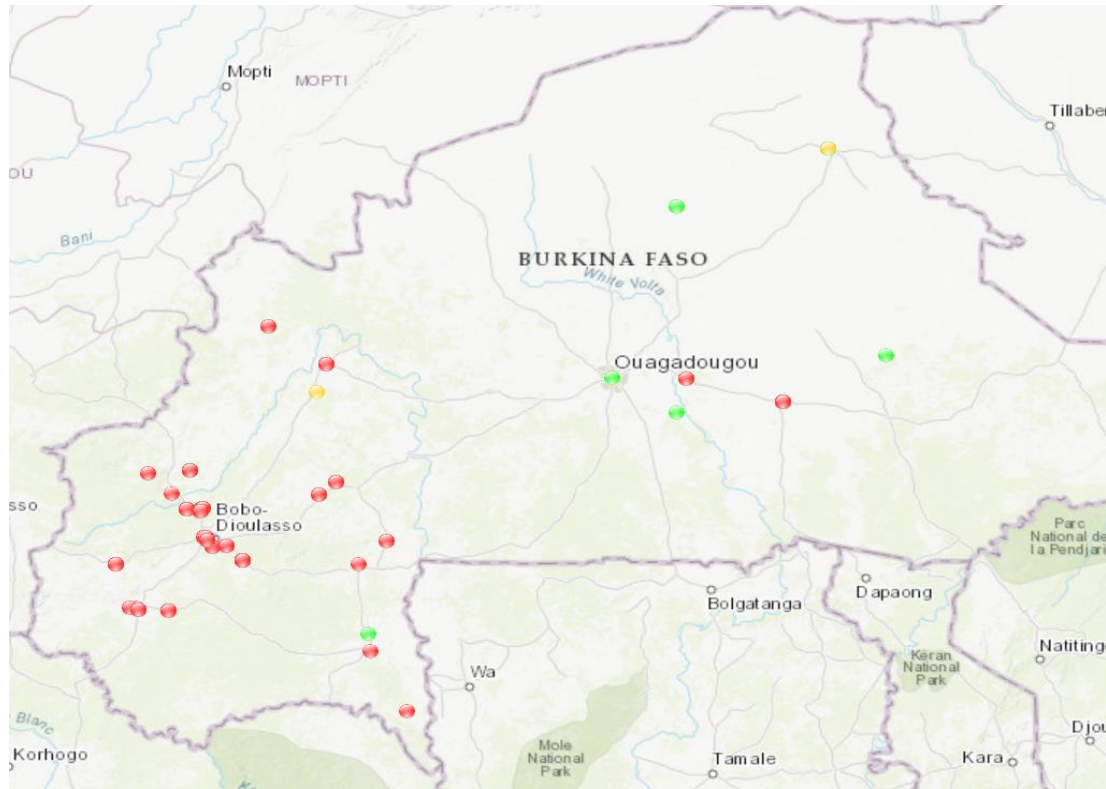 Mopti
MOPTI
Tillaber
OU
Bani
BURKINA FASO
White Volta
Ouagadougou
sso
Bobo-
Dioulasso
Parc
National de
la Pendjari
Bolgatanga
Dapaong
Kéran
National
Park
Natiting
Wa
Blanc
Korhogo
Mole
National
Park
Tamale
Kara
Djou